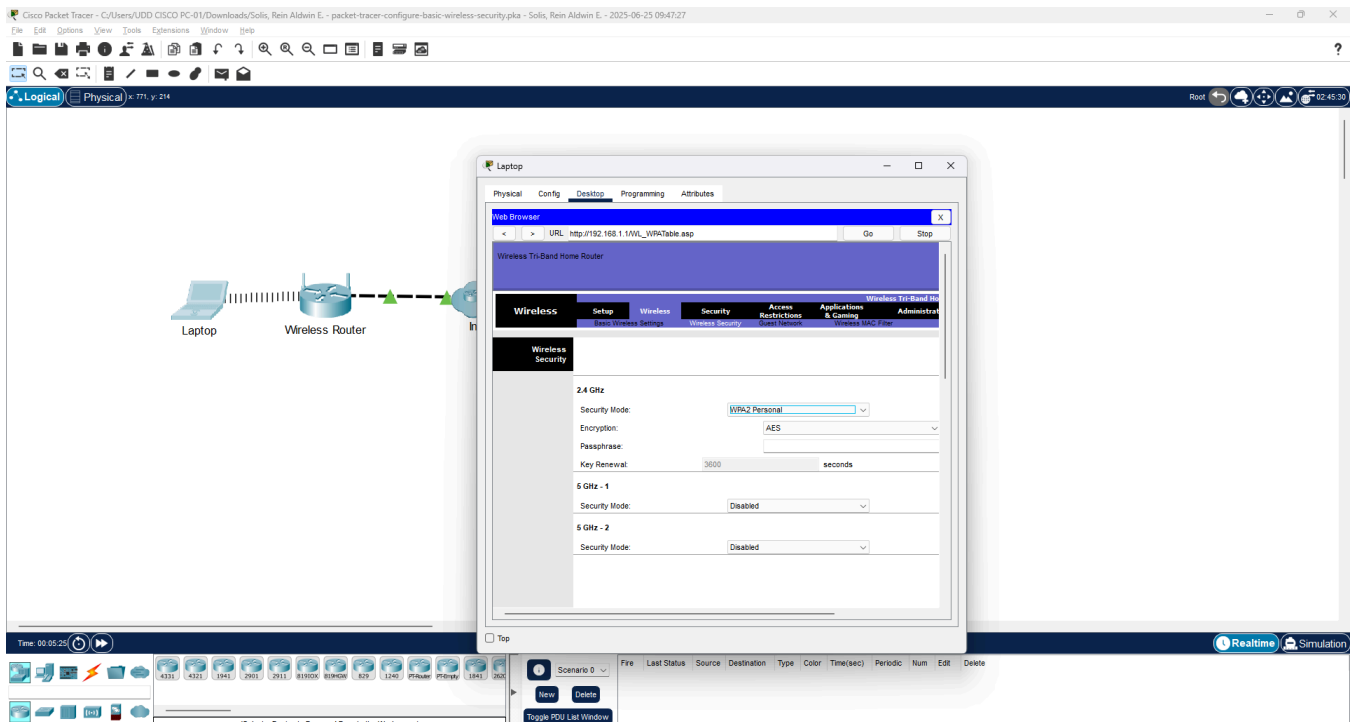 Cisco Packet Tracer - C:/Users/UDD CISCO PC-01/Downloads/Solis, Rein Aldwin E. - packet-tracer-configure-basic-wireless-security.pka - Solis, Rein Aldwin E. - 2025-06-25 09:47:27
File Edit Options View Tools Extensions Window Help
?
Logical Physical x: 771, y: 214 Root 02:45:30
Laptop
Physical Config Desktop Programming Attributes
Web Browser X
< > URL http://192.168.1.1/WL_WPATable.asp Go Stop
Wireless Tri-Band Home Router
Wireless Tri-Band Ho
Wireless Setup Wireless Security Access Restrictions Applications & Gaming Administrat
Basic Wireless Settings Wireless Security Guest Network Wireless MAC Filter
Wireless
Security
2.4 GHz
Security Mode: WPA2 Personal
Encryption: AES
Passphrase:
Key Renewal: 3600 seconds
5 GHz - 1
Security Mode: Disabled
5 GHz - 2
Security Mode: Disabled
Top
Laptop Wireless Router In
Time: 00:05:25 Realtime Simulation
4331 4321 1941 2901 2911 819IOX 819HGW 829 1240 PT-Router PT-Empty 1841 262
Scenario 0
New Delete
Toggle PDU List Window
Fire Last Status Source Destination Type Color Time(sec) Periodic Num Edit Delete